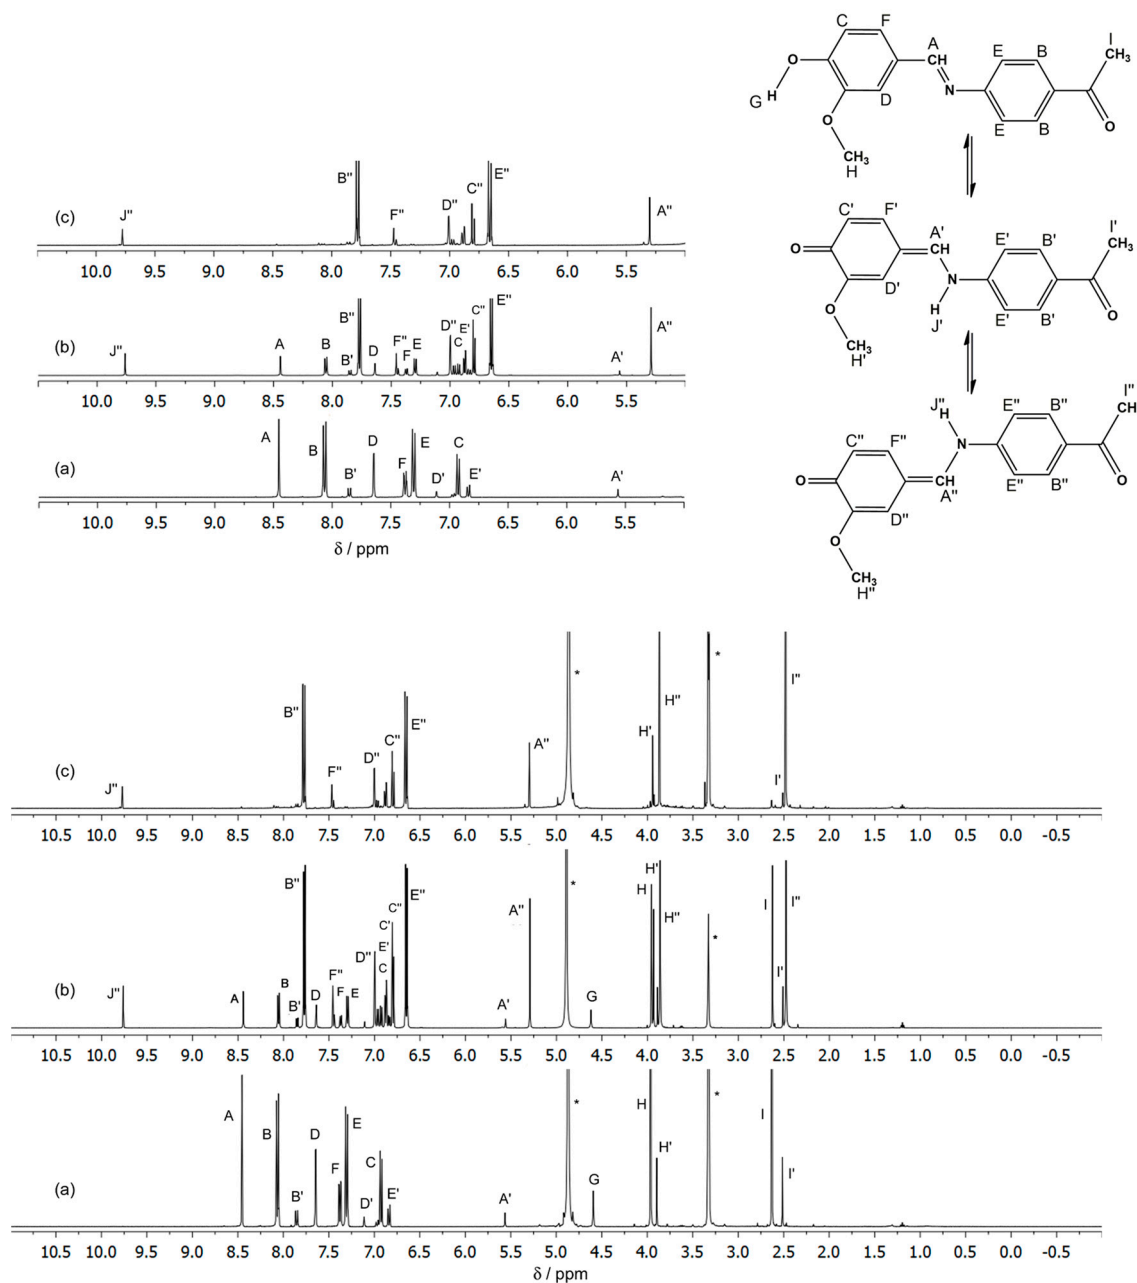 C
F
A
E
B
I
O
CH
N
CH₃
G
H
D
O
CH₃
H
E
B
O
C'
F'
A'
E'
B'
I'
O
CH
CH₃
D'
N
H
J'
O
CH₃
H'
E'
B'
O
J"
H
N
E"
B"
I"
CH
C"
F"
O
CH
A"
D"
O
CH₃
H"
E"
B"
O
(c)
J"
B"
F"
D"
C"
E"
A"
10.0 9.5 9.0 8.5 8.0 7.5 7.0 6.5 6.0 5.5
(b)
J"
A
B
B'
B"
D
F"
F
E
D"
C
E'
C"
E"
A'
A"
10.0 9.5 9.0 8.5 8.0 7.5 7.0 6.5 6.0 5.5
(a)
A
B
B'
D
F
E
D'
C
E'
A'
10.0 9.5 9.0 8.5 8.0 7.5 7.0 6.5 6.0 5.5
δ / ppm
(c)
J"
B"
F"
D"
C"
E"
A"
*
H'
H"
*
I'
I"
10.5 10.0 9.5 9.0 8.5 8.0 7.5 7.0 6.5 6.0 5.5 5.0 4.5 4.0 3.5 3.0 2.5 2.0 1.5 1.0 0.5 0.0 -0.5
(b)
J"
A
B
B'
B"
D
F"
F
E
D"
C
E'
C'
C"
E"
A'
A"
*
G
H
H'
H"
*
I
I'
I"
10.5 10.0 9.5 9.0 8.5 8.0 7.5 7.0 6.5 6.0 5.5 5.0 4.5 4.0 3.5 3.0 2.5 2.0 1.5 1.0 0.5 0.0 -0.5
(a)
A
B
B'
D
F
E
D'
C
E'
A'
*
G
H
H'
*
I
I'
10.5 10.0 9.5 9.0 8.5 8.0 7.5 7.0 6.5 6.0 5.5 5.0 4.5 4.0 3.5 3.0 2.5 2.0 1.5 1.0 0.5 0.0 -0.5
δ / ppm